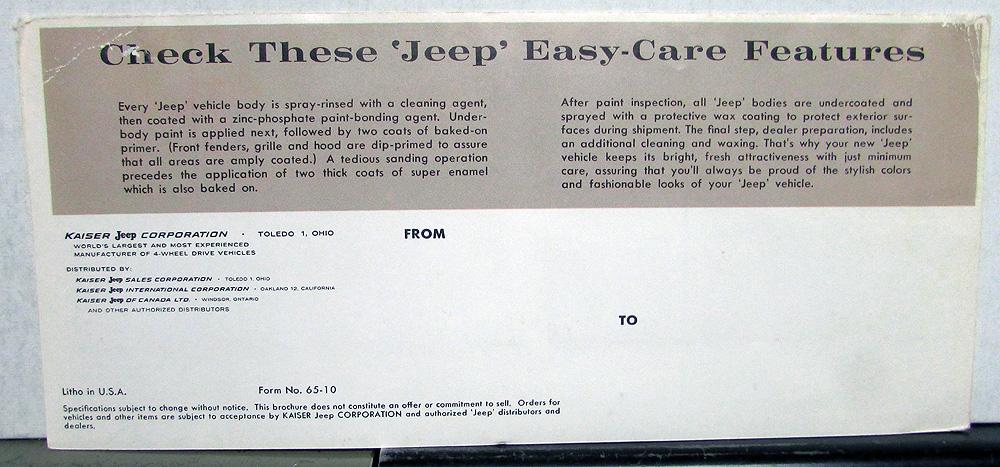 Check These 'Jeep' Easy-Care Features
Every 'Jeep' vehicle body is spray-rinsed with a cleaning agent,
then coated with a zinc-phosphate paint-bonding agent. Under-
body paint is applied next, followed by two coats of baked-on
primer. (Front fenders, grille and hood are dip-primed to assure
that all areas are amply coated.) A tedious sanding operation
precedes the application of two thick coats of super enamel
which is also baked on.
After paint inspection, all 'Jeep' bodies are undercoated and
sprayed with a protective wax coating to protect exterior sur-
faces during shipment. The final step, dealer preparation, includes
an additional cleaning and waxing. That's why your new 'Jeep'
vehicle keeps its bright, fresh attractiveness with just minimum
care, assuring that you'll always be proud of the stylish colors
and fashionable looks of your 'Jeep' vehicle.
KAISER Jeep CORPORATION · TOLEDO 1, OHIO
WORLD'S LARGEST AND MOST EXPERIENCED
MANUFACTURER OF 4-WHEEL DRIVE VEHICLES
DISTRIBUTED BY:
KAISER Jeep SALES CORPORATION · TOLEDO 1, OHIO
KAISER Jeep INTERNATIONAL CORPORATION · OAKLAND 12, CALIFORNIA
KAISER Jeep OF CANADA LTD. · WINDSOR, ONTARIO
AND OTHER AUTHORIZED DISTRIBUTORS
FROM
TO
Litho in U.S.A. Form No. 65-10
Specifications subject to change without notice. This brochure does not constitute an offer or commitment to sell. Orders for
vehicles and other items are subject to acceptance by KAISER Jeep CORPORATION and authorized 'Jeep' distributors and
dealers.